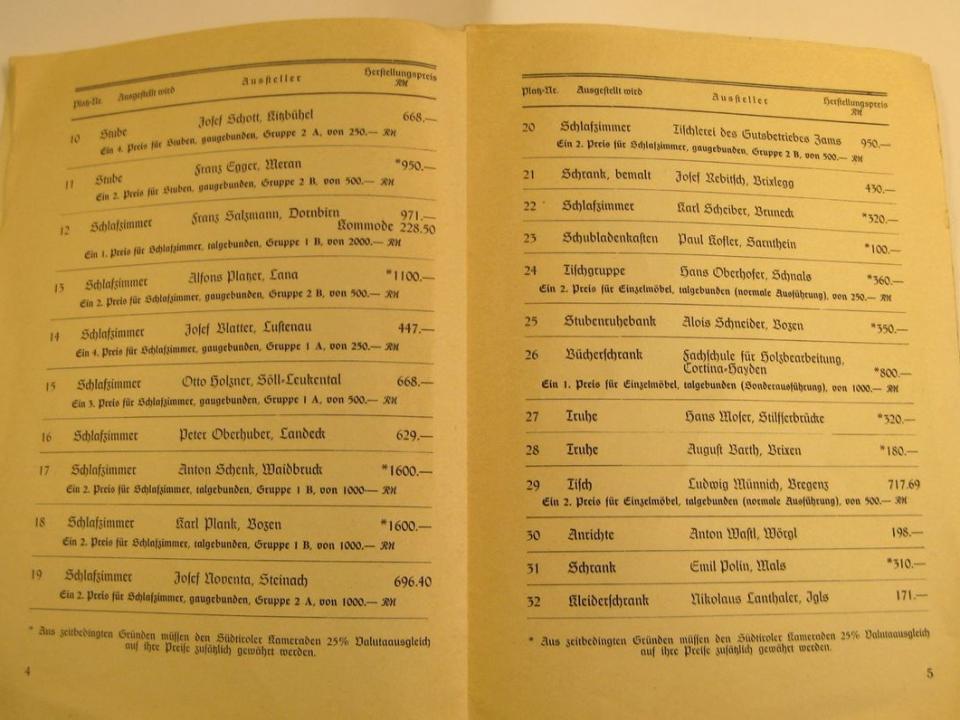 Platz-Nr. Ausgestellt wird Aussteller Herstellungspreis RM
10 Stube Josef Schott, Kitzbühel 668.—
Ein 4. Preis für Stuben, gaugebunden, Gruppe 2 A, von 250.— RM
11 Stube Franz Egger, Meran *950.—
Ein 2. Preis für Stuben, gaugebunden, Gruppe 2 B, von 500.— RM
12 Schlafzimmer Franz Salzmann, Dornbirn 971.—
Kommode 228.50
Ein 1. Preis für Schlafzimmer, talgebunden, Gruppe 1 B, von 2000.— RM
13 Schlafzimmer Alfons Platzer, Lana *1100.—
Ein 2. Preis für Schlafzimmer, gaugebunden, Gruppe 2 B, von 500.— RM
14 Schlafzimmer Josef Blatter, Lustenau 447.—
Ein 4. Preis für Schlafzimmer, gaugebunden, Gruppe 1 A, von 250.— RM
15 Schlafzimmer Otto Holzner, Söll-Leukental 668.—
Ein 3. Preis für Schlafzimmer, gaugebunden, Gruppe 1 A, von 500.— RM
16 Schlafzimmer Peter Oberhuber, Landeck 629.—
17 Schlafzimmer Anton Schenk, Waidbruck *1600.—
Ein 2. Preis für Schlafzimmer, talgebunden, Gruppe 1 B, von 1000— RM
18 Schlafzimmer Karl Plank, Bozen *1600.—
Ein 2. Preis für Schlafzimmer, talgebunden, Gruppe 1 B, von 1000.— RM
19 Schlafzimmer Josef Noventa, Steinach 696.40
Ein 2. Preis für Schlafzimmer, gaugebunden, Gruppe 2 A, von 1000.— RM
* Aus zeitbedingten Gründen müssen den Südtiroler Kameraden 25% Valutaausgleich
auf ihre Preise zusätzlich gewährt werden.
4
Platz-Nr. Ausgestellt wird Aussteller Herstellungspreis RM
20 Schlafzimmer Tischlerei des Gutsbetriebes Zams 950.—
Ein 2. Preis für Schlafzimmer, gaugebunden, Gruppe 2 B, von 500.— RM
21 Schrank, bemalt Josef Rebitsch, Brixlegg 430.—
22 Schlafzimmer Karl Scheiber, Bruneck *320.—
23 Schubladenkasten Paul Kofler, Sarnthein *100.—
24 Tischgruppe Hans Oberhofer, Schnals *360.—
Ein 2. Preis für Einzelmöbel, talgebunden (normale Ausführung), von 250.— RM
25 Stubenruhebank Alois Schneider, Bozen *350.—
26 Bücherschrank Fachschule für Holzbearbeitung,
Cortina-Hayden *800.—
Ein 1. Preis für Einzelmöbel, talgebunden (Sonderausführung), von 1000.— RM
27 Truhe Hans Moser, Stilfserbrücke *320.—
28 Truhe August Barth, Brixen *180.—
29 Tisch Ludwig Münnich, Bregenz 717.69
Ein 2. Preis für Einzelmöbel, talgebunden (normale Ausführung), von 500.— RM
30 Anrichte Anton Wastl, Wörgl 198.—
31 Schrank Emil Polin, Mals *310.—
32 Kleiderschrank Nikolaus Lanthaler, Igls 171.—
* Aus zeitbedingten Gründen müssen den Südtiroler Kameraden 25% Valutaausgleich
auf ihre Preise zusätzlich gewährt werden.
5